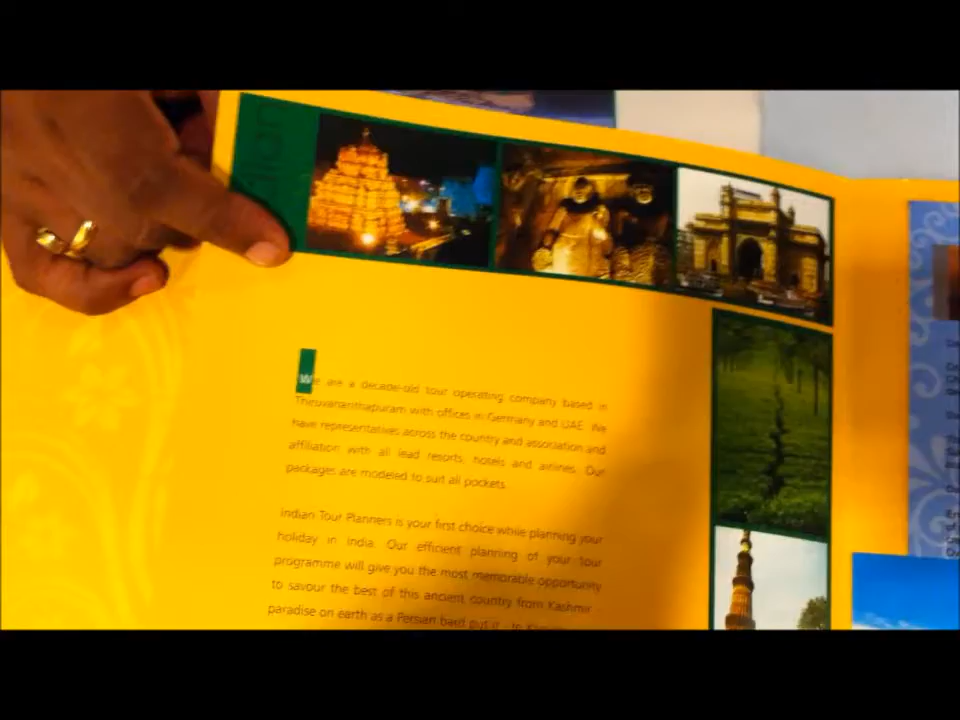 We are a decade-old tour operating company based in
Thiruvananthapuram with offices in Germany and UAE. We
have representatives across the country and association and
affiliation with all lead resorts, hotels and airlines. Our
packages are modeled to suit all pockets.
Indian Tour Planners is your first choice while planning your
holiday in India. Our efficient planning of your tour
programme will give you the most memorable opportunity
to savour the best of this ancient country from Kashmir
paradise on earth as a Persian bard put it - to